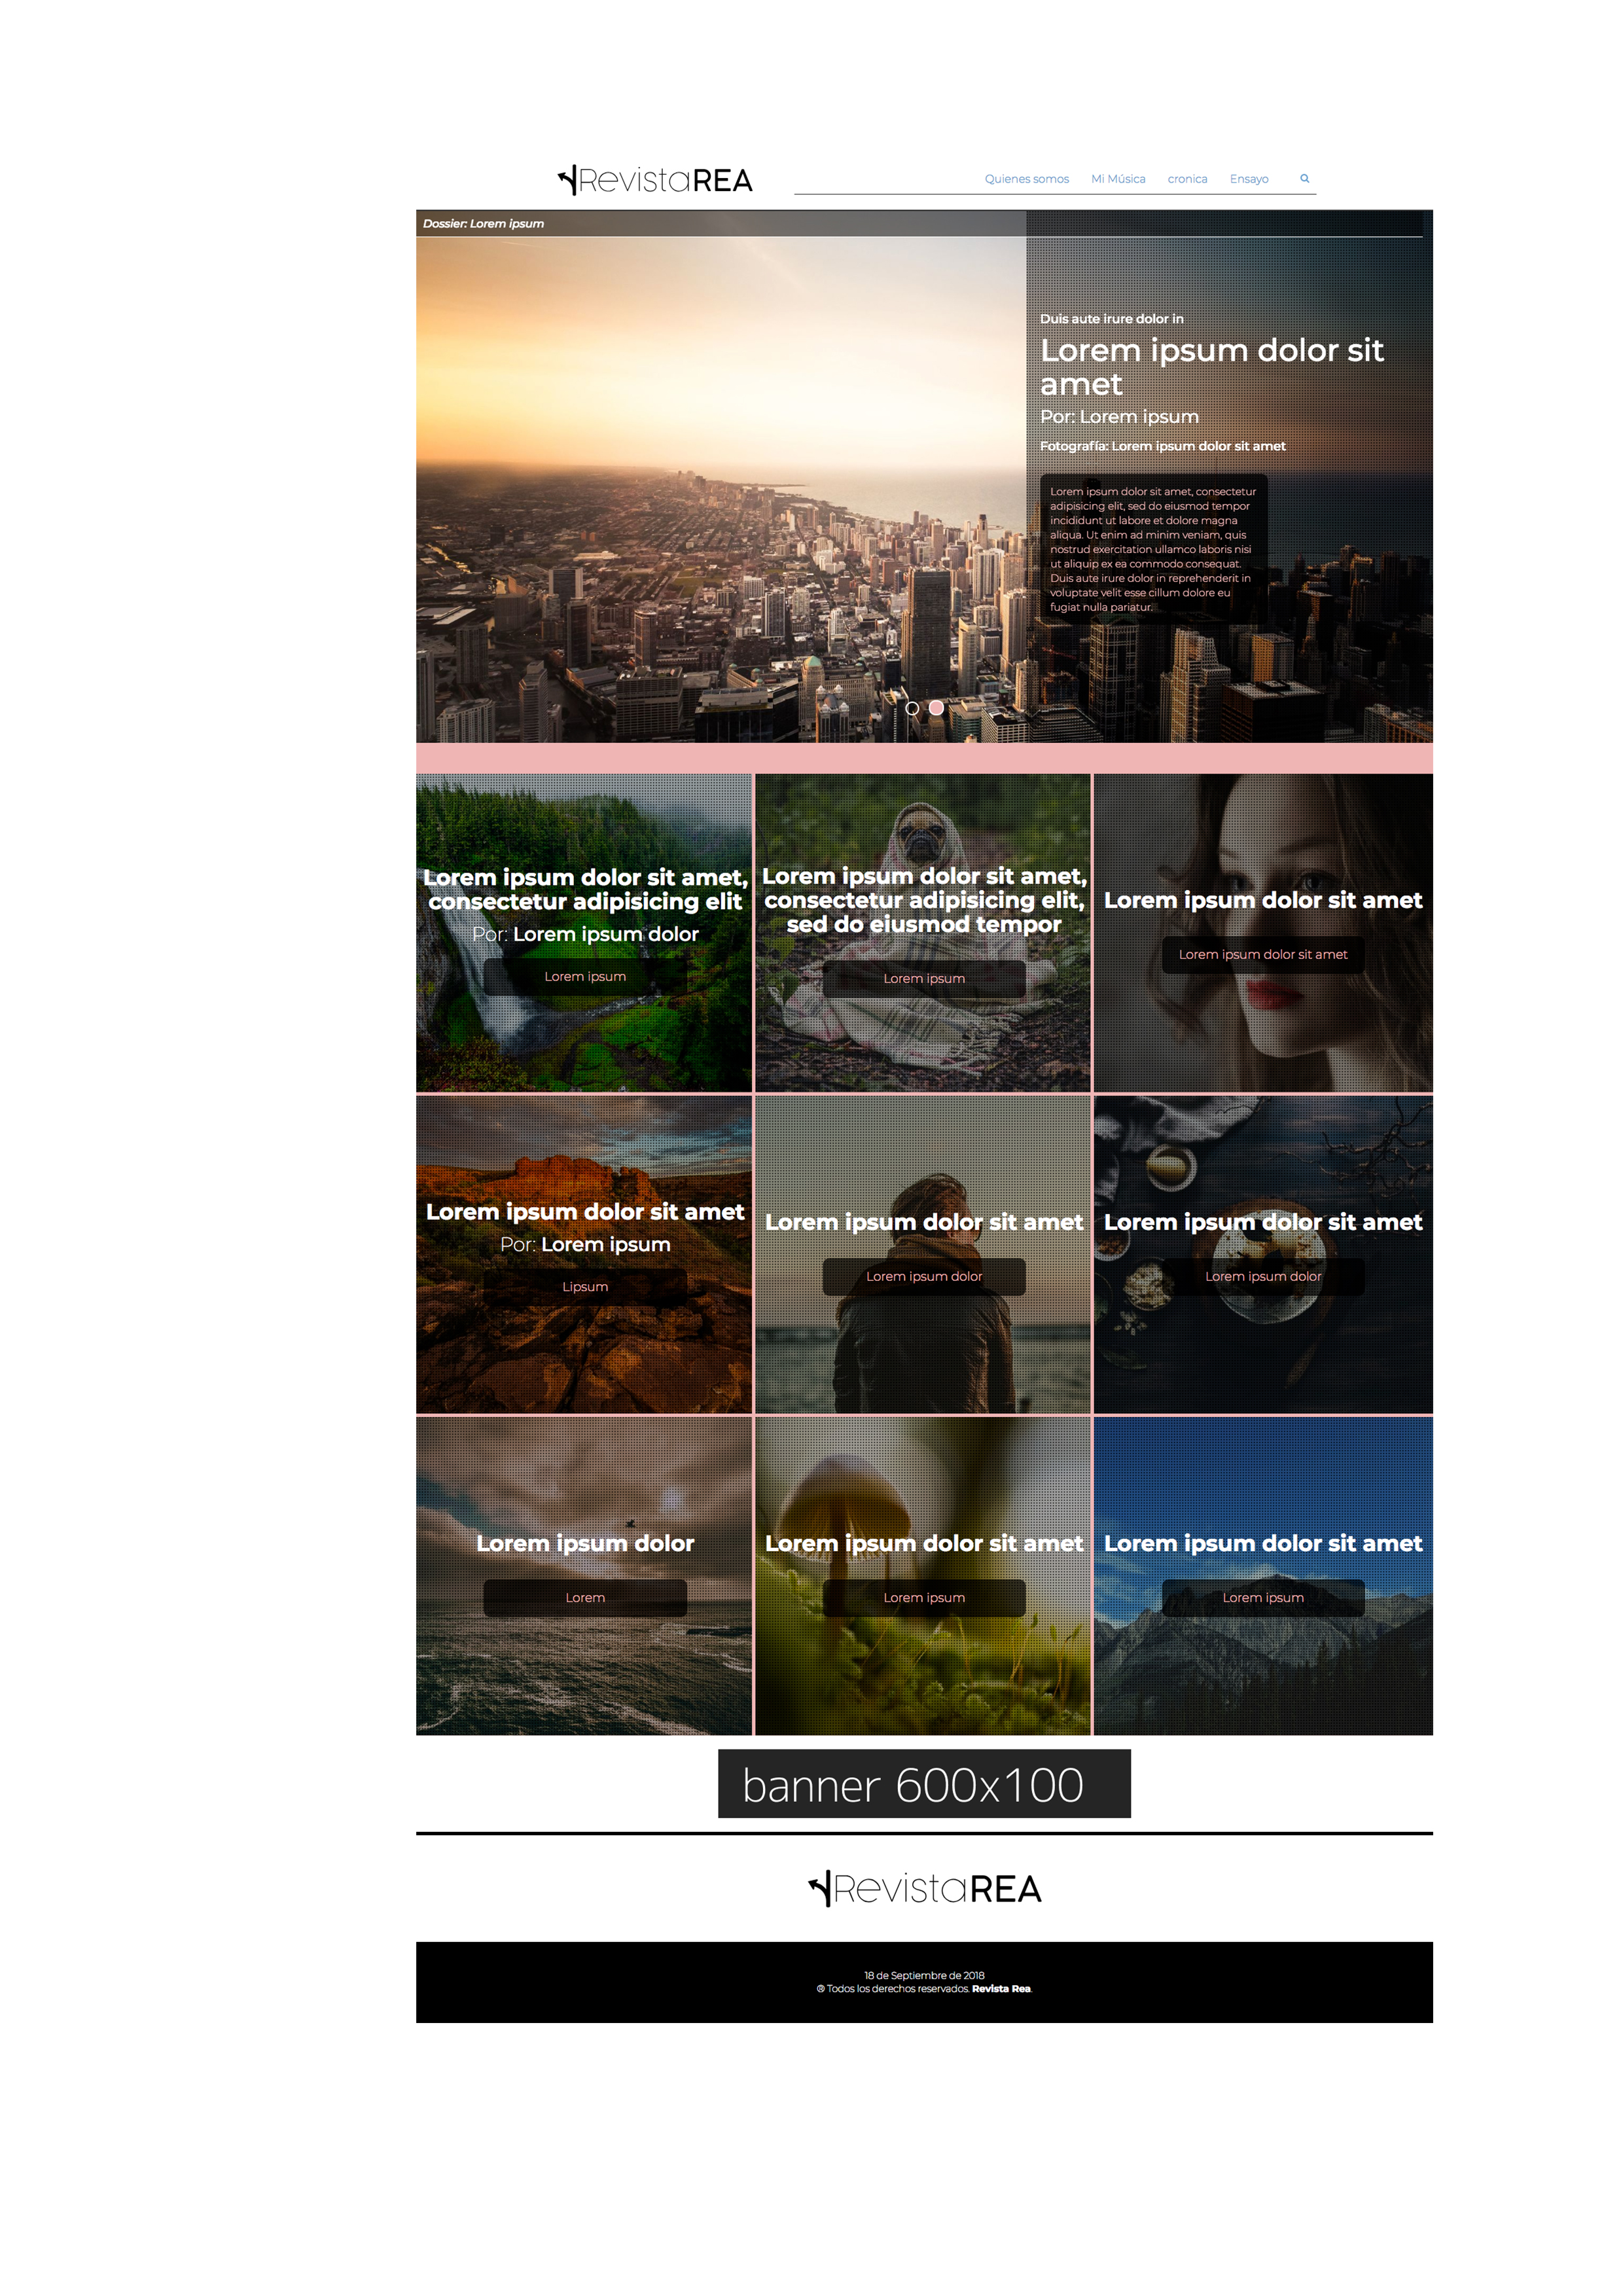 RevistaREA
Quienes somos Mi Música cronica Ensayo
Dossier: Lorem ipsum
Duis aute irure dolor in
Lorem ipsum dolor sit
amet
Por: Lorem ipsum
Fotografía: Lorem ipsum dolor sit amet
Lorem ipsum dolor sit amet, consectetur
adipisicing elit, sed do eiusmod tempor
incididunt ut labore et dolore magna
aliqua. Ut enim ad minim veniam, quis
nostrud exercitation ullamco laboris nisi
ut aliquip ex ea commodo consequat.
Duis aute irure dolor in reprehenderit in
voluptate velit esse cillum dolore eu
fugiat nulla pariatur.
Lorem ipsum dolor sit amet,
consectetur adipisicing elit
Por: Lorem ipsum dolor
Lorem ipsum
Lorem ipsum dolor sit amet,
consectetur adipisicing elit,
sed do eiusmod tempor
Lorem ipsum
Lorem ipsum dolor sit amet
Lorem ipsum dolor sit amet
Lorem ipsum dolor sit amet
Por: Lorem ipsum
Lipsum
Lorem ipsum dolor sit amet
Lorem ipsum dolor
Lorem ipsum dolor sit amet
Lorem ipsum dolor
Lorem ipsum dolor
Lorem
Lorem ipsum dolor sit amet
Lorem ipsum
Lorem ipsum dolor sit amet
Lorem ipsum
banner 600x100
RevistaREA
18 de Septiembre de 2018
® Todos los derechos reservados. Revista Rea.